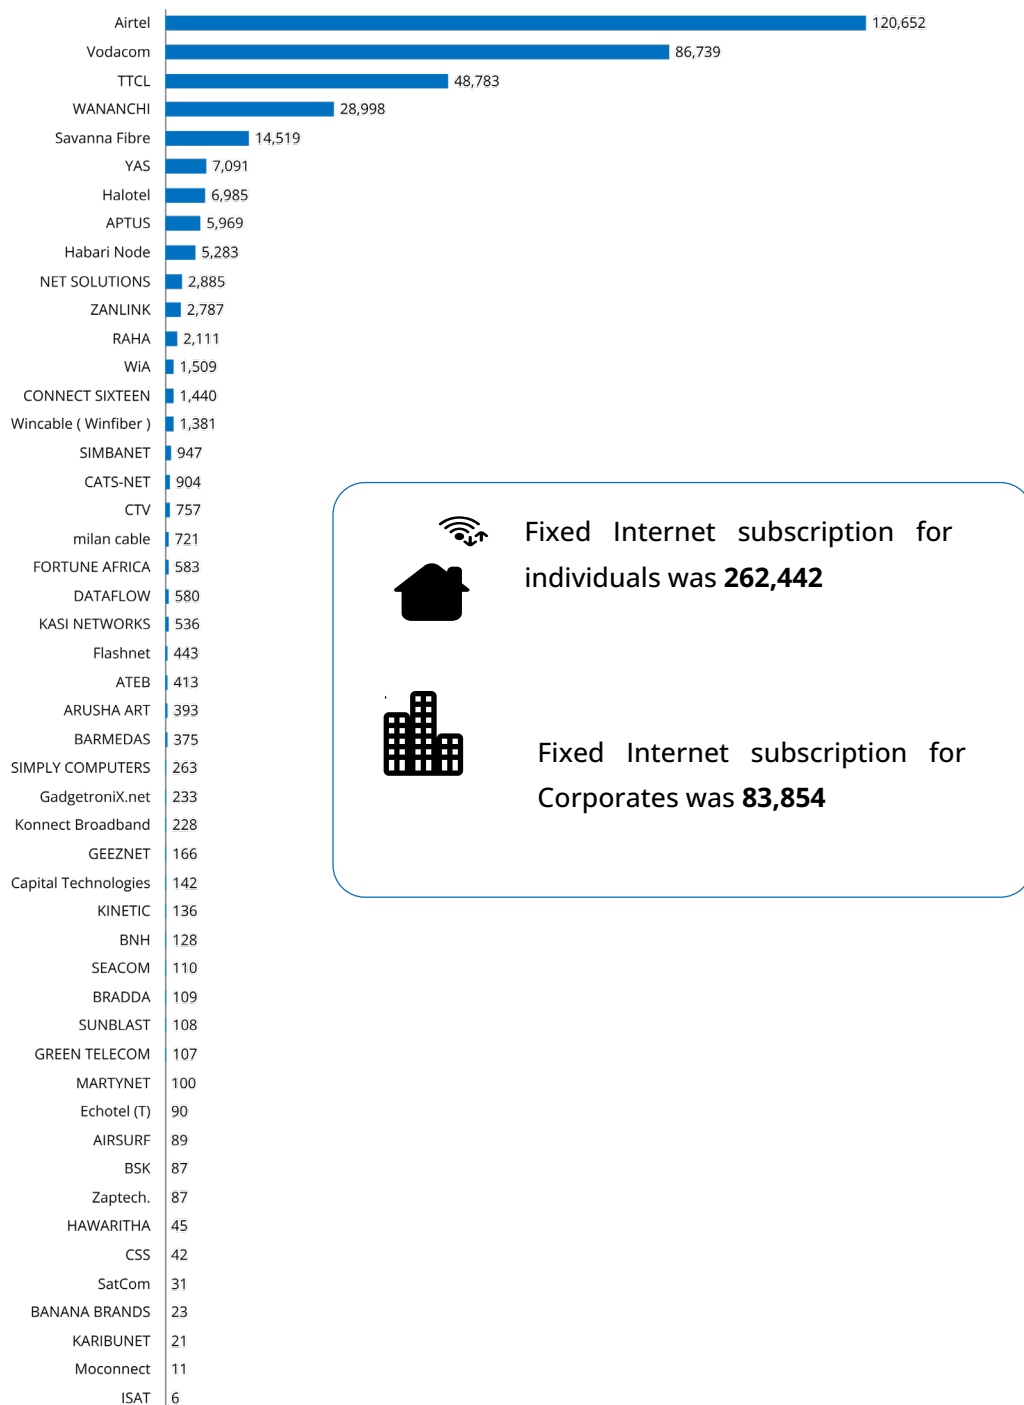 Airtel 120,652
Vodacom 86,739
TTCL 48,783
WANANCHI 28,998
Savanna Fibre 14,519
YAS 7,091
Halotel 6,985
APTUS 5,969
Habari Node 5,283
NET SOLUTIONS 2,885
ZANLINK 2,787
RAHA 2,111
WiA 1,509
CONNECT SIXTEEN 1,440
Wincable ( Winfiber ) 1,381
SIMBANET 947
CATS-NET 904
CTV 757
milan cable 721
FORTUNE AFRICA 583
DATAFLOW 580
KASI NETWORKS 536
Flashnet 443
ATEB 413
ARUSHA ART 393
BARMEDAS 375
SIMPLY COMPUTERS 263
GadgetroniX.net 233
Konnect Broadband 228
GEEZNET 166
Capital Technologies 142
KINETIC 136
BNH 128
SEACOM 110
BRADDA 109
SUNBLAST 108
GREEN TELECOM 107
MARTYNET 100
Echotel (T) 90
AIRSURF 89
BSK 87
Zaptech. 87
HAWARITHA 45
CSS 42
SatCom 31
BANANA BRANDS 23
KARIBUNET 21
Moconnect 11
ISAT 6
Fixed Internet subscription for
individuals was 262,442
Fixed Internet subscription for
Corporates was 83,854